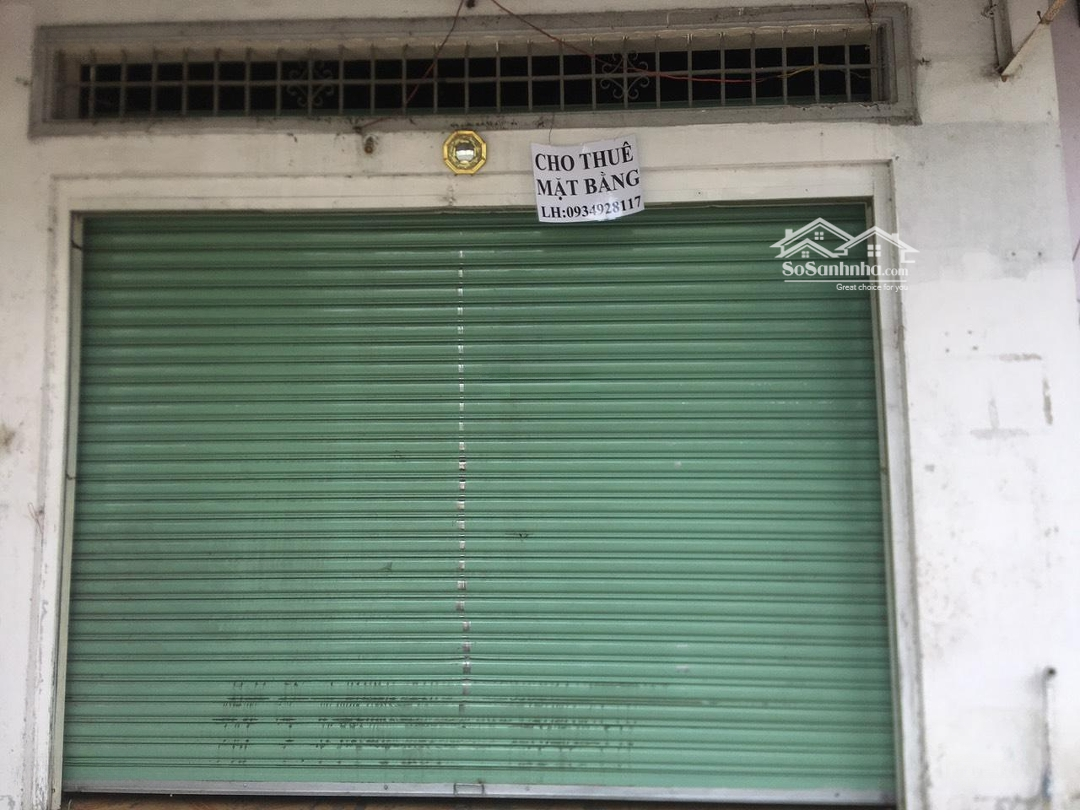 CHO THUÊ
MẶT BẰNG
LH:0934928117
SoSanhnha.com
Great choice for you